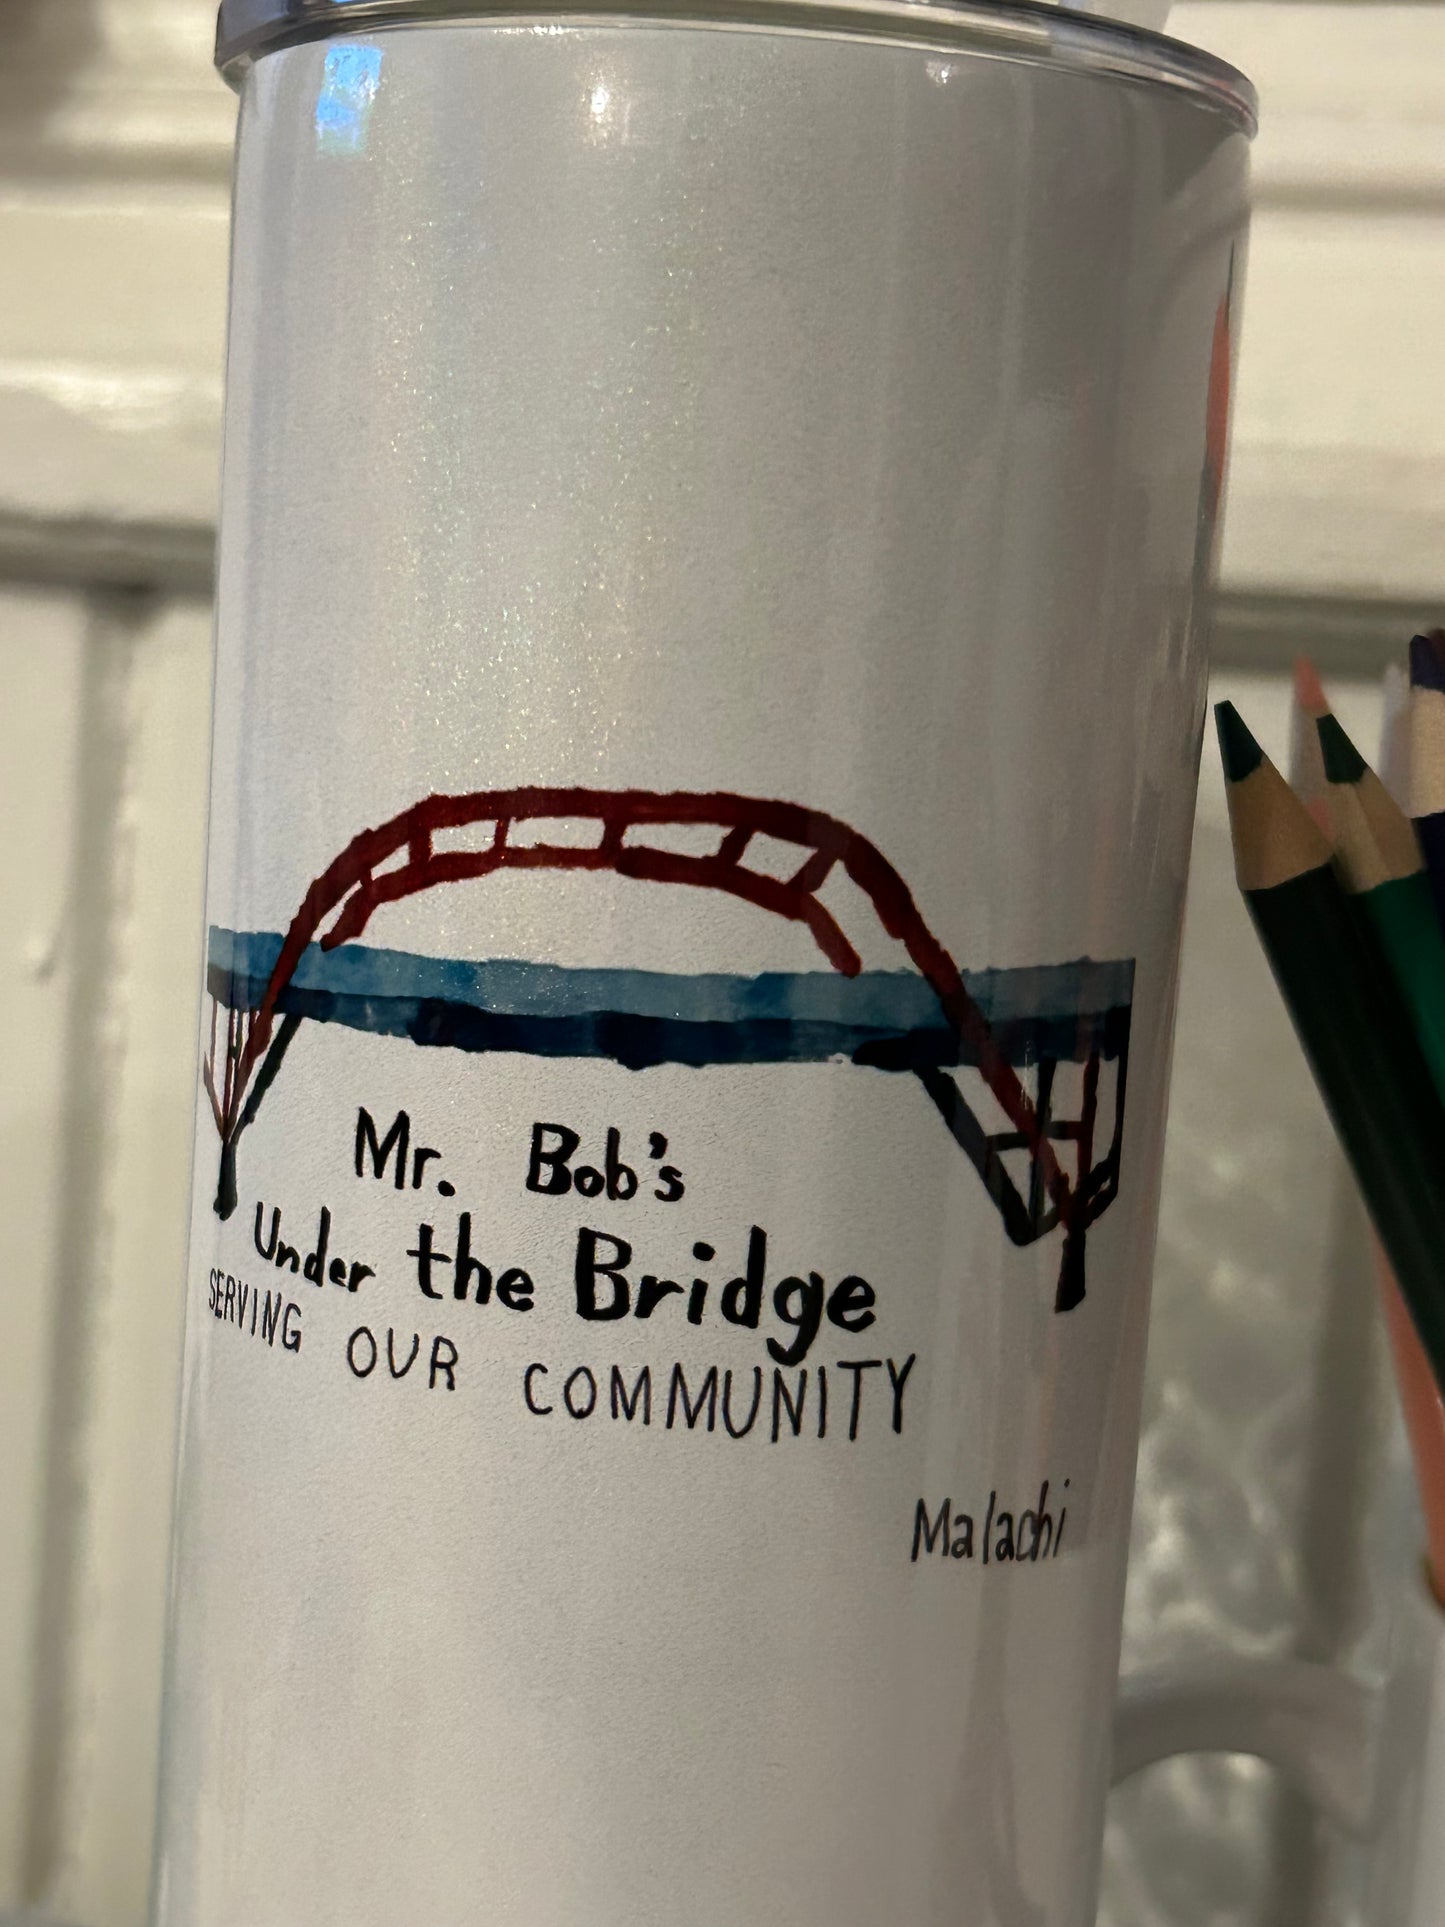 Mr. Bob's
Under the Bridge
SERVING OUR COMMUNITY
Malachi